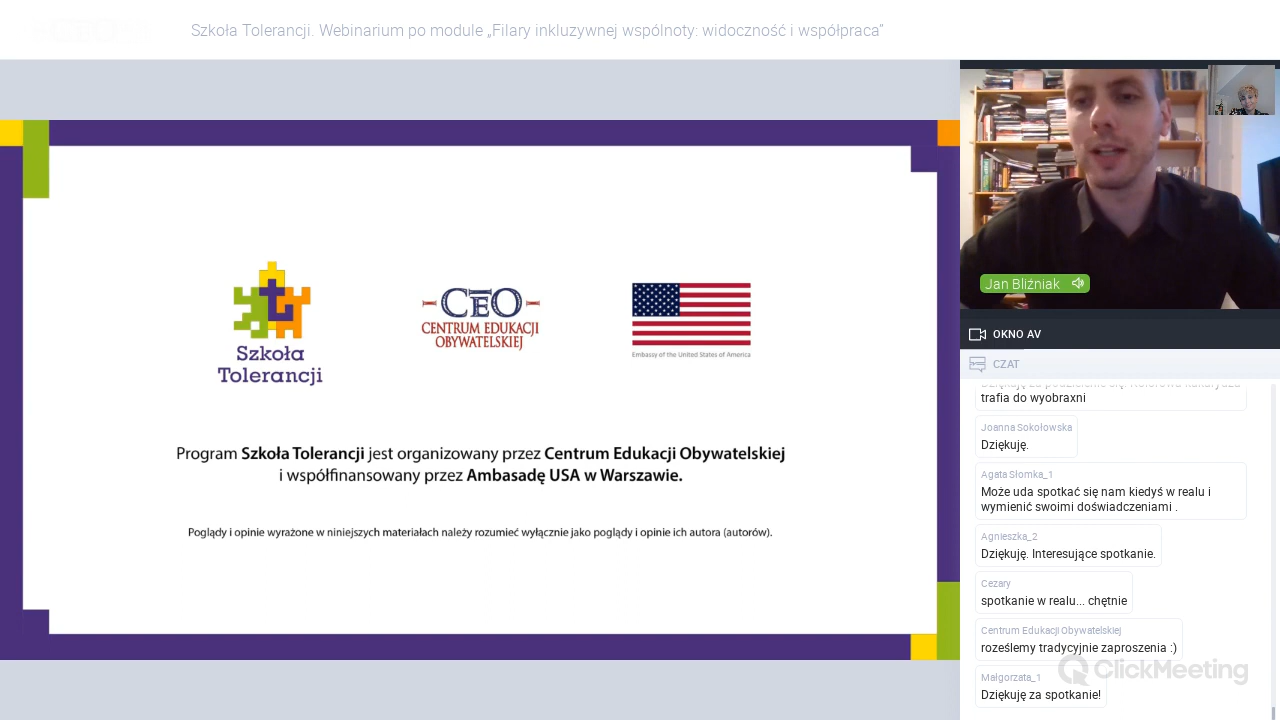 Szkoła Tolerancji. Webinarium po module „Filary inkluzywnej wspólnoty: widoczność i współpraca”
Szkoła
Tolerancji
CEO
CENTRUM EDUKACJI
OBYWATELSKIEJ
Embassy of the United States of America
Program Szkoła Tolerancji jest organizowany przez Centrum Edukacji Obywatelskiej
i współfinansowany przez Ambasadę USA w Warszawie.
Poglądy i opinie wyrażone w niniejszych materiałach należy rozumieć wyłącznie jako poglądy i opinie ich autora (autorów).
Jan Bliźniak
OKNO AV
CZAT
trafia do wyobraxni
Joanna Sokołowska
Dziękuję.
Agata Słomka_1
Może uda spotkać się nam kiedyś w realu i
wymienić swoimi doświadczeniami .
Agnieszka_2
Dziękuję. Interesujące spotkanie.
Cezary
spotkanie w realu... chętnie
Centrum Edukacji Obywatelskiej
roześlemy tradycyjnie zaproszenia :)
ClickMeeting
Małgorzata_1
Dziękuję za spotkanie!